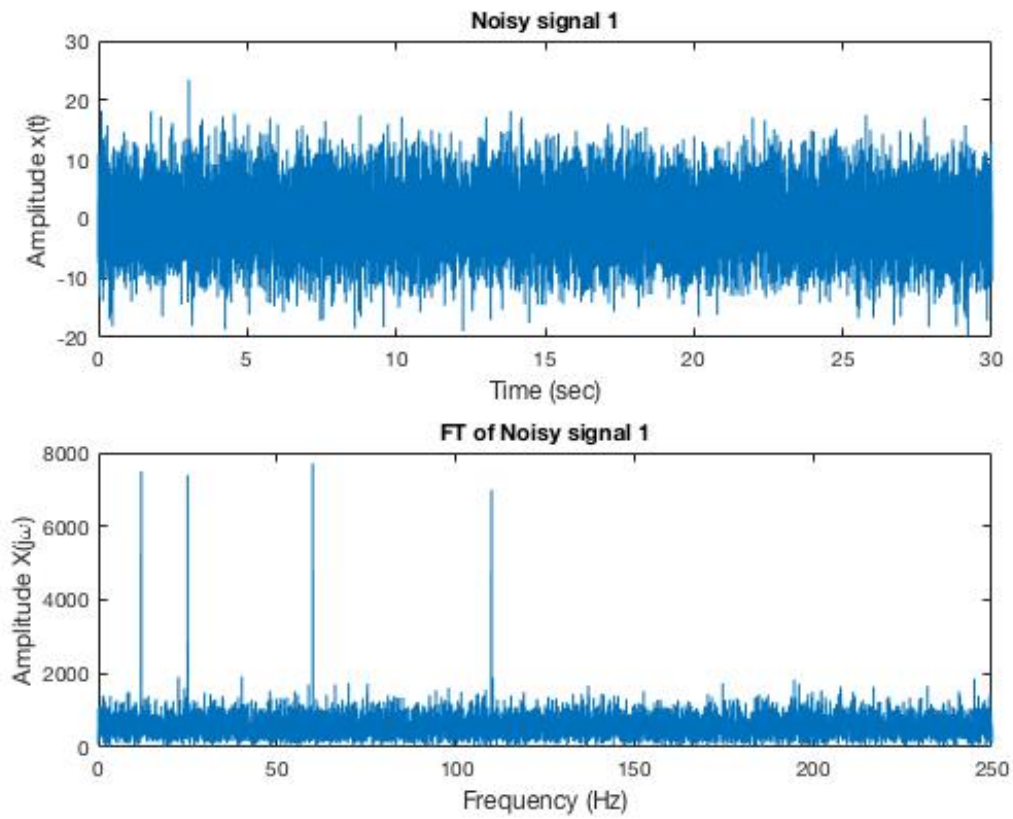 Noisy signal 1
30
20
10
0
-10
-20
Amplitude x(t)
0 5 10 15 20 25 30
Time (sec)
FT of Noisy signal 1
8000
6000
4000
2000
0
Amplitude X(jω)
0 50 100 150 200 250
Frequency (Hz)